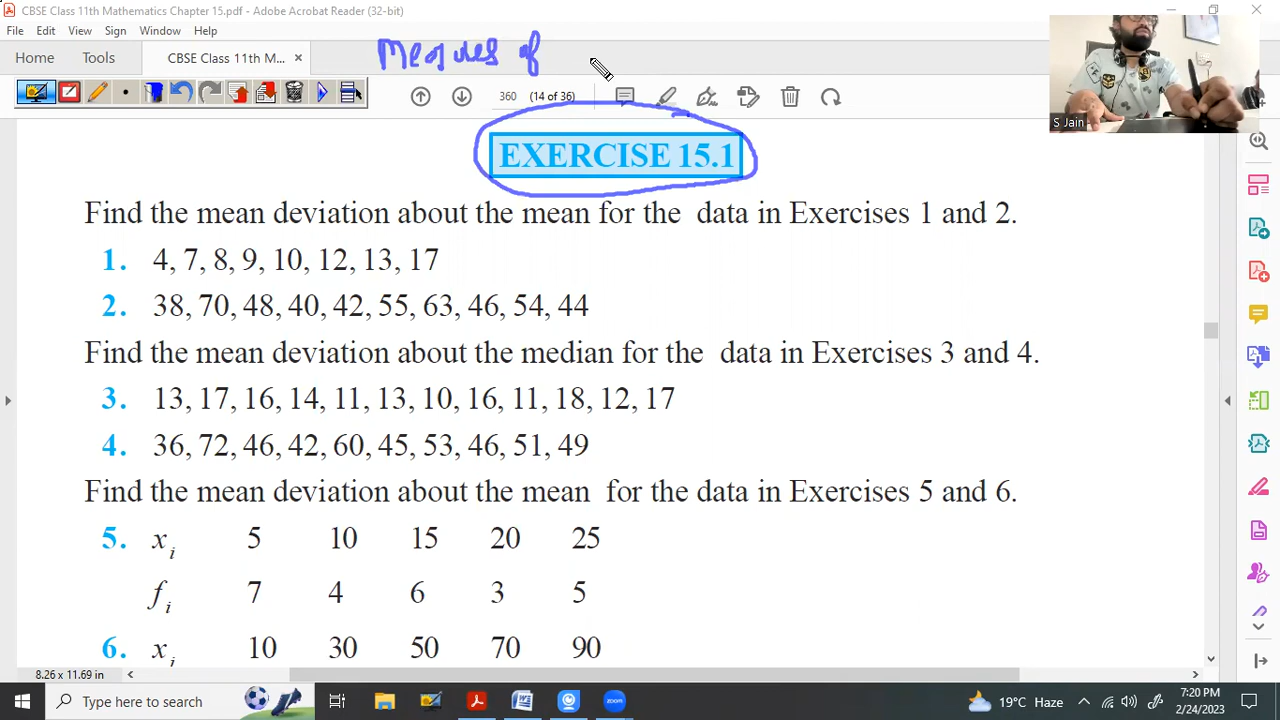 CBSE Class 11th Mathematics Chapter 15.pdf - Adobe Acrobat Reader (32-bit)
File Edit View Sign Window Help
Home Tools CBSE Class 11th M... ×
360 (14 of 36)
of
S Jain
EXERCISE 15.1
Find the mean deviation about the mean for the data in Exercises 1 and 2.
1. 4, 7, 8, 9, 10, 12, 13, 17
2. 38, 70, 48, 40, 42, 55, 63, 46, 54, 44
Find the mean deviation about the median for the data in Exercises 3 and 4.
3. 13, 17, 16, 14, 11, 13, 10, 16, 11, 18, 12, 17
4. 36, 72, 46, 42, 60, 45, 53, 46, 51, 49
Find the mean deviation about the mean for the data in Exercises 5 and 6.
5. xi 5 10 15 20 25
fi 7 4 6 3 5
6. xi 10 30 50 70 90
8.26 x 11.69 in
Type here to search
zoom
19°C Haze
7:20 PM
2/24/2023